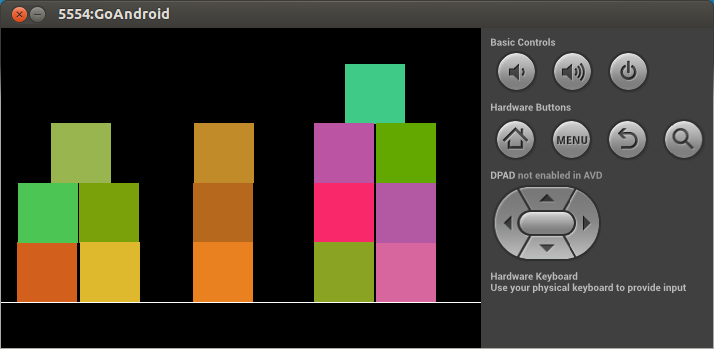 5554:GoAndroid
Basic Controls
Hardware Buttons
MENU
DPAD not enabled in AVD
Hardware Keyboard
Use your physical keyboard to provide input